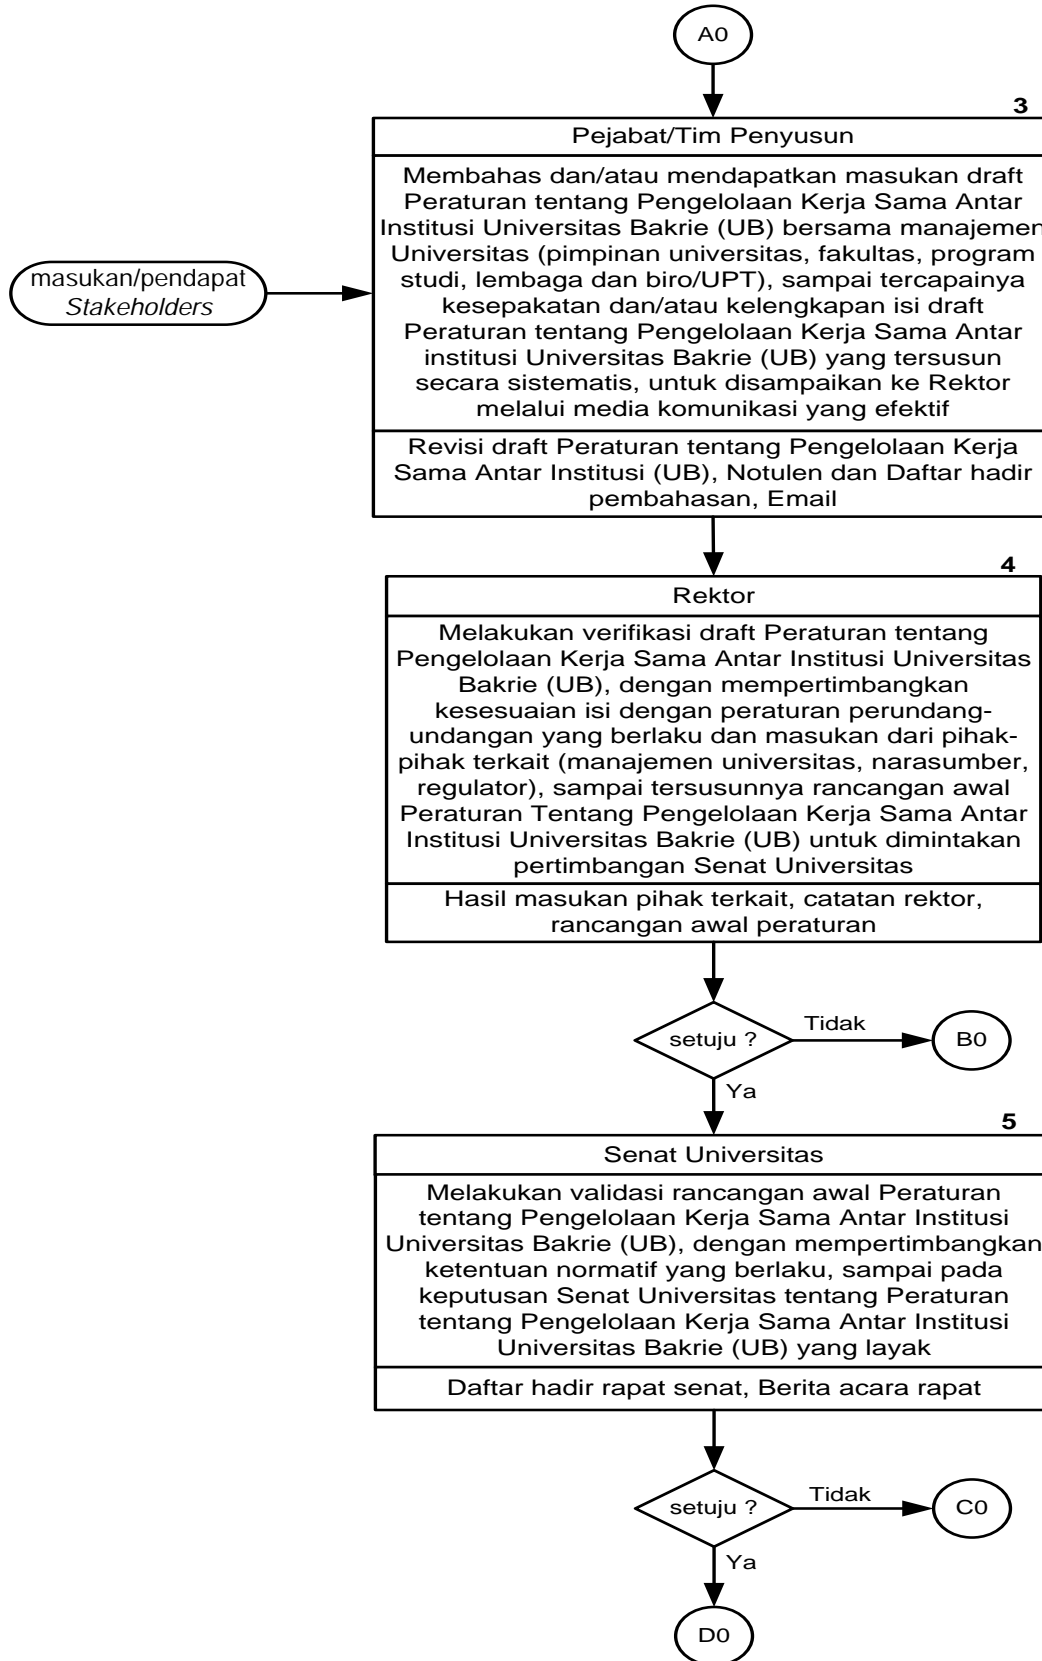 A0
3
Pejabat/Tim Penyusun
Membahas dan/atau mendapatkan masukan draft
Peraturan tentang Pengelolaan Kerja Sama Antar
Institusi Universitas Bakrie (UB) bersama manajemen
Universitas (pimpinan universitas, fakultas, program
studi, lembaga dan biro/UPT), sampai tercapainya
kesepakatan dan/atau kelengkapan isi draft
Peraturan tentang Pengelolaan Kerja Sama Antar
institusi Universitas Bakrie (UB) yang tersusun
secara sistematis, untuk disampaikan ke Rektor
melalui media komunikasi yang efektif
masukan/pendapat
Stakeholders
Revisi draft Peraturan tentang Pengelolaan Kerja
Sama Antar Institusi (UB), Notulen dan Daftar hadir
pembahasan, Email
4
Rektor
Melakukan verifikasi draft Peraturan tentang
Pengelolaan Kerja Sama Antar Institusi Universitas
Bakrie (UB), dengan mempertimbangkan
kesesuaian isi dengan peraturan perundang-
undangan yang berlaku dan masukan dari pihak-
pihak terkait (manajemen universitas, narasumber,
regulator), sampai tersusunnya rancangan awal
Peraturan Tentang Pengelolaan Kerja Sama Antar
Institusi Universitas Bakrie (UB) untuk dimintakan
pertimbangan Senat Universitas
Hasil masukan pihak terkait, catatan rektor,
rancangan awal peraturan
setuju ?
Tidak
B0
Ya
5
Senat Universitas
Melakukan validasi rancangan awal Peraturan
tentang Pengelolaan Kerja Sama Antar Institusi
Universitas Bakrie (UB), dengan mempertimbangkan
ketentuan normatif yang berlaku, sampai pada
keputusan Senat Universitas tentang Peraturan
tentang Pengelolaan Kerja Sama Antar Institusi
Universitas Bakrie (UB) yang layak
Daftar hadir rapat senat, Berita acara rapat
setuju ?
Tidak
C0
Ya
D0